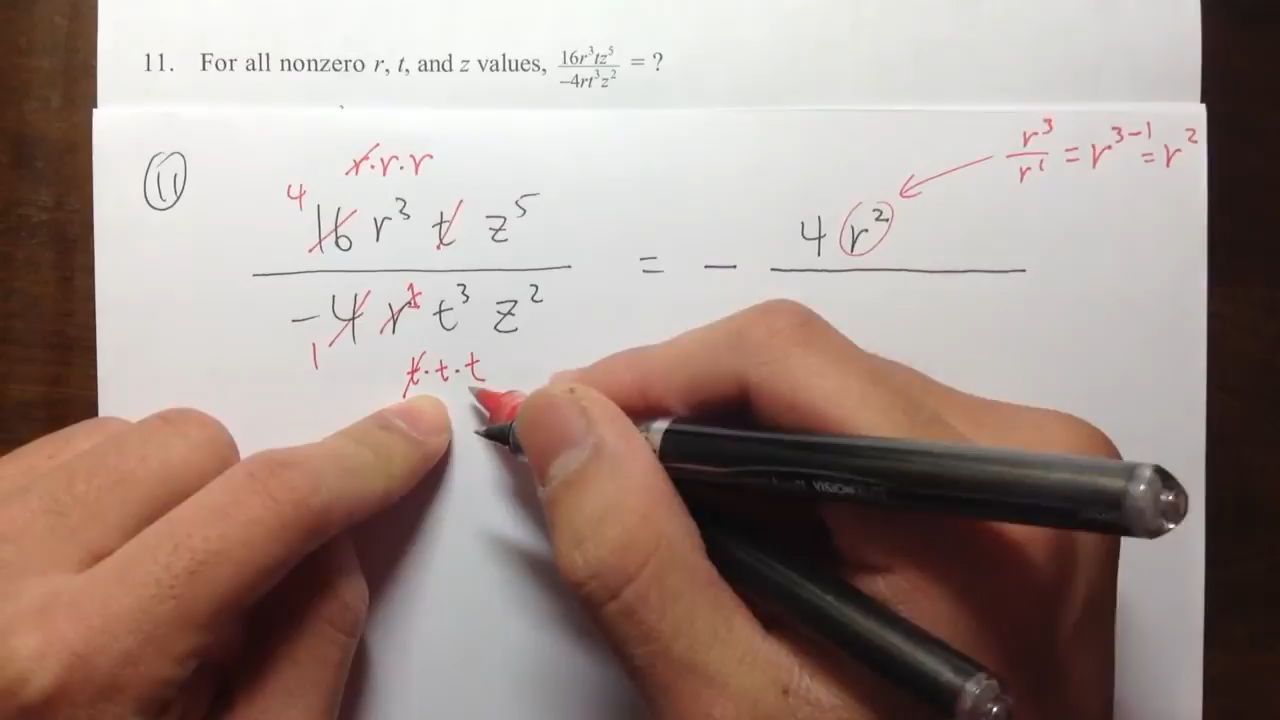 11. For all nonzero r, t, and z values, 16r³tz⁵ / -4rt³z² = ?
11
r·r·r
4
16 r³ t z⁵
-4 r¹ t³ z²
1
t·t·t
= -
4 r²
r³ / r¹ = r³⁻¹ = r²
VISION